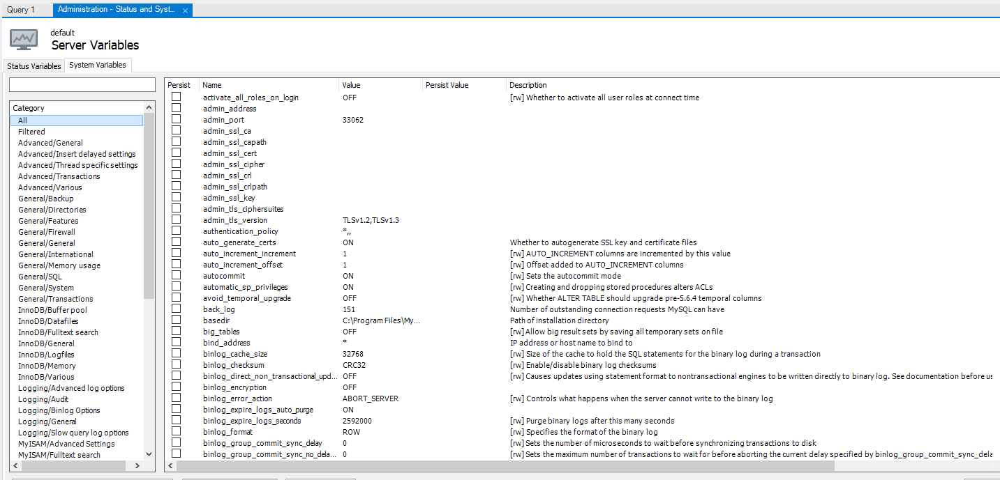 Query 1
Administration - Status and Syst...
default
Server Variables
Status Variables
System Variables
Category
All
Filtered
Advanced/General
Advanced/Insert delayed settings
Advanced/Thread specific settings
Advanced/Transactions
Advanced/Various
General/Backup
General/Directories
General/Features
General/Firewall
General/General
General/International
General/Memory usage
General/SQL
General/System
General/Transactions
InnoDB/Buffer pool
InnoDB/Datafiles
InnoDB/Fulltext search
InnoDB/General
InnoDB/Logfiles
InnoDB/Memory
InnoDB/Various
Logging/Advanced log options
Logging/Audit
Logging/Binlog Options
Logging/General
Logging/Slow query log options
MyISAM/Advanced Settings
MyISAM/Fulltext search
Persist Name Value Persist Value Description
activate_all_roles_on_login OFF [rw] Whether to activate all user roles at connect time
admin_address
admin_port 33062
admin_ssl_ca
admin_ssl_capath
admin_ssl_cert
admin_ssl_cipher
admin_ssl_crl
admin_ssl_crlpath
admin_ssl_key
admin_tls_ciphersuites
admin_tls_version TLSv1.2,TLSv1.3
authentication_policy *,,
auto_generate_certs ON Whether to autogenerate SSL key and certificate files
auto_increment_increment 1 [rw] AUTO_INCREMENT columns are incremented by this value
auto_increment_offset 1 [rw] Offset added to AUTO_INCREMENT columns
autocommit ON [rw] Sets the autocommit mode
automatic_sp_privileges ON [rw] Creating and dropping stored procedures alters ACLs
avoid_temporal_upgrade OFF [rw] Whether ALTER TABLE should upgrade pre-5.6.4 temporal columns
back_log 151 Number of outstanding connection requests MySQL can have
basedir C:\Program Files\My... Path of installation directory
big_tables OFF [rw] Allow big result sets by saving all temporary sets on file
bind_address * IP address or host name to bind to
binlog_cache_size 32768 [rw] Size of the cache to hold the SQL statements for the binary log during a transaction
binlog_checksum CRC32 [rw] Enable/disable binary log checksums
binlog_direct_non_transactional_upd... OFF [rw] Causes updates using statement format to nontransactional engines to be written directly to binary log. See documentation before us
binlog_encryption OFF
binlog_error_action ABORT_SERVER [rw] Controls what happens when the server cannot write to the binary log
binlog_expire_logs_auto_purge ON
binlog_expire_logs_seconds 2592000 [rw] Purge binary logs after this many seconds
binlog_format ROW [rw] Specifies the format of the binary log
binlog_group_commit_sync_delay 0 [rw] Sets the number of microseconds to wait before synchronizing transactions to disk
binlog_group_commit_sync_no_dela... 0 [rw] Sets the maximum number of transactions to wait for before aborting the current delay specified by binlog_group_commit_sync_dela